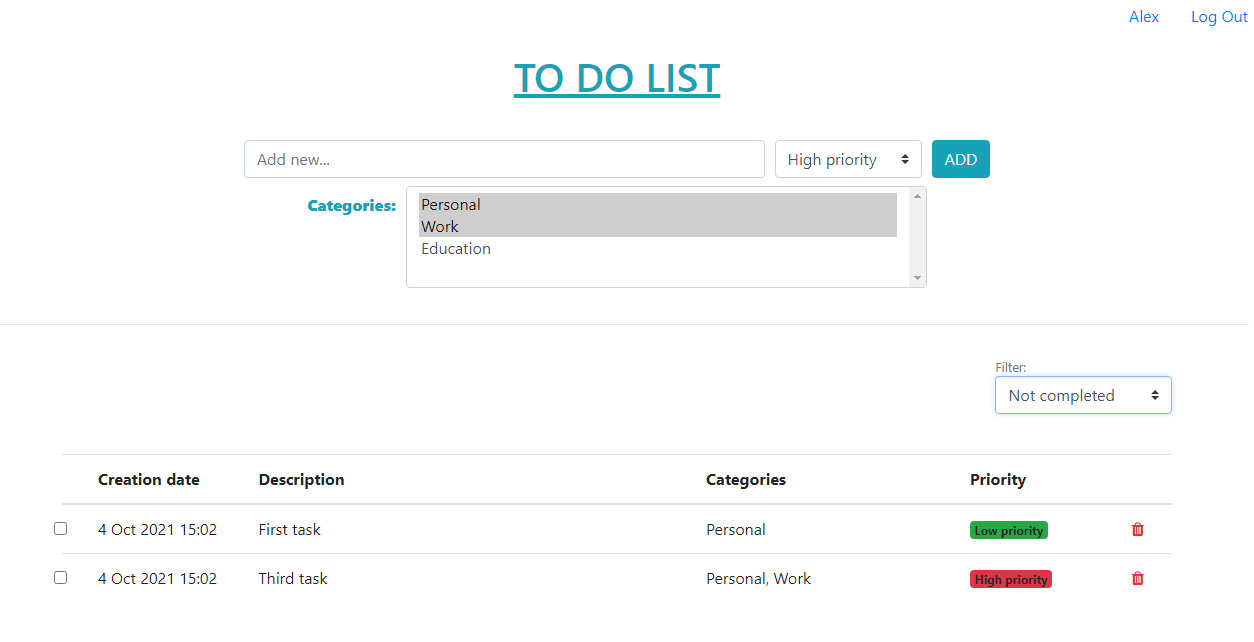 Alex Log Out
TO DO LIST
Add new... High priority ADD
Categories: Personal
Work
Education
Filter:
Not completed
Creation date Description Categories Priority
4 Oct 2021 15:02 First task Personal Low priority
4 Oct 2021 15:02 Third task Personal, Work High priority